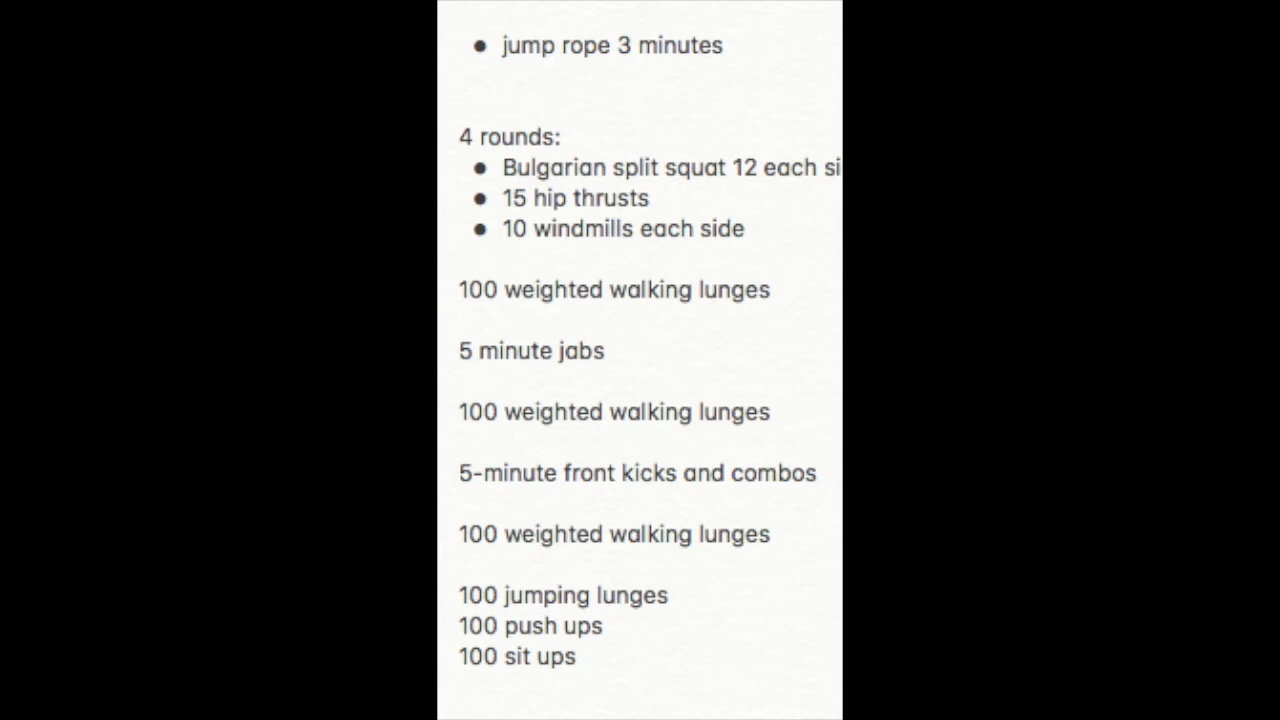 • jump rope 3 minutes
4 rounds:
• Bulgarian split squat 12 each
• 15 hip thrusts
• 10 windmills each side
100 weighted walking lunges
5 minute jabs
100 weighted walking lunges
5-minute front kicks and combos
100 weighted walking lunges
100 jumping lunges
100 push ups
100 sit ups